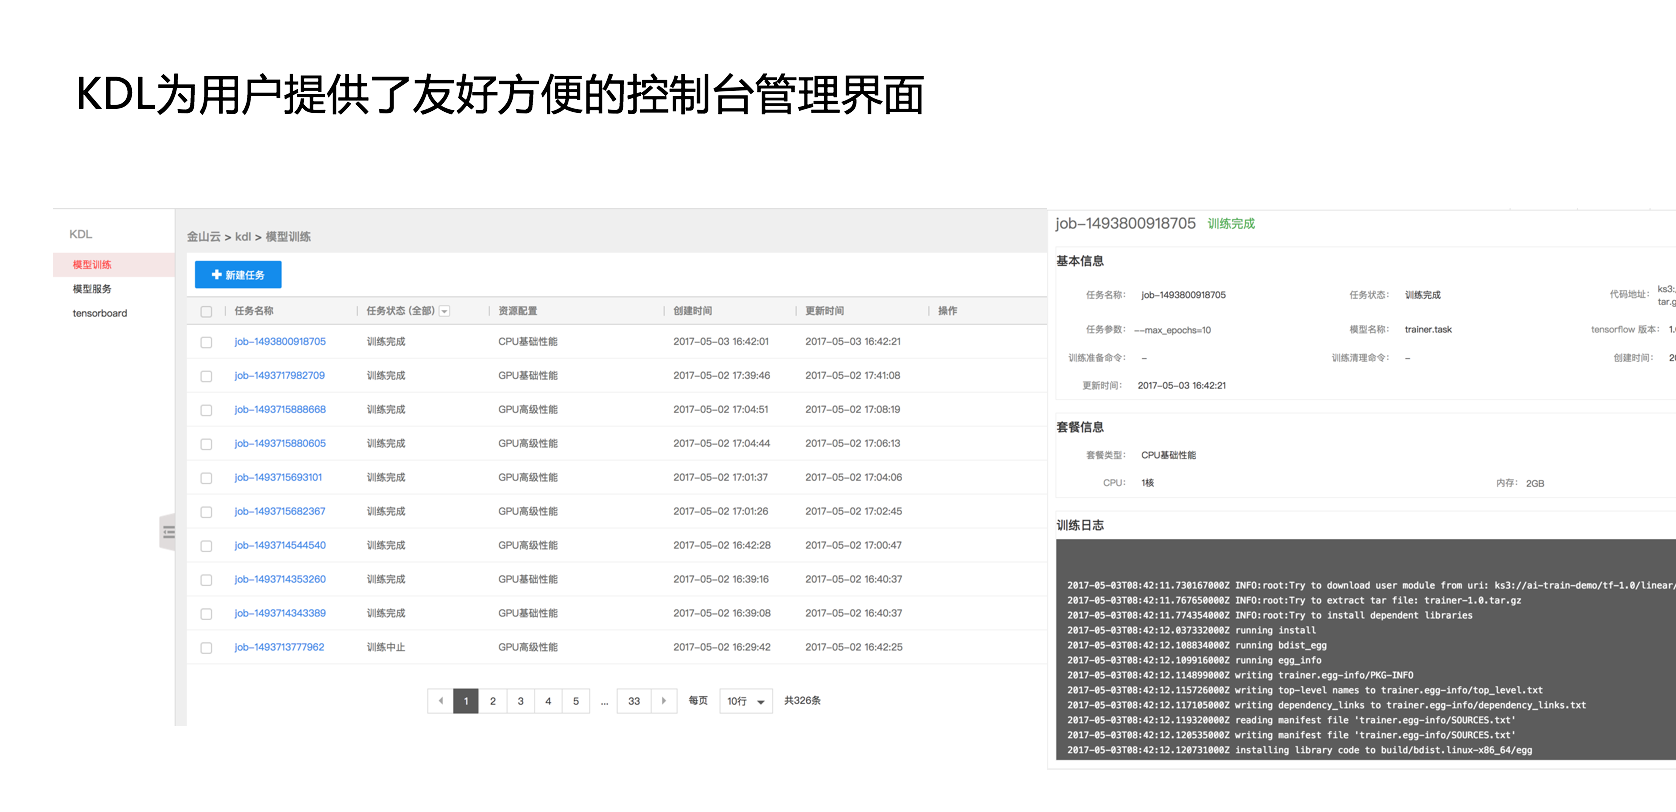 KDL为用户提供了友好方便的控制台管理界面
KDL
模型训练
模型服务
tensorboard
金山云 > kdl > 模型训练
新建任务
任务名称 任务状态 (全部) 资源配置 创建时间 更新时间 操作
job-1493800918705 训练完成 CPU基础性能 2017-05-03 16:42:01 2017-05-03 16:42:21
job-1493717982709 训练完成 GPU基础性能 2017-05-02 17:39:46 2017-05-02 17:41:08
job-1493715888668 训练完成 GPU高级性能 2017-05-02 17:04:51 2017-05-02 17:08:19
job-1493715880605 训练完成 GPU高级性能 2017-05-02 17:04:44 2017-05-02 17:06:13
job-1493715693101 训练完成 GPU高级性能 2017-05-02 17:01:37 2017-05-02 17:04:06
job-1493715682367 训练完成 GPU高级性能 2017-05-02 17:01:26 2017-05-02 17:02:45
job-1493714544540 训练完成 GPU高级性能 2017-05-02 16:42:28 2017-05-02 17:00:47
job-1493714353260 训练完成 GPU基础性能 2017-05-02 16:39:16 2017-05-02 16:40:37
job-1493714343389 训练完成 GPU基础性能 2017-05-02 16:39:08 2017-05-02 16:40:37
job-1493713777962 训练中止 GPU高级性能 2017-05-02 16:29:42 2017-05-02 16:42:25
1 2 3 4 5 ... 33 每页 10行 共326条
job-1493800918705 训练完成
基本信息
任务名称: job-1493800918705 任务状态: 训练完成 代码地址: ks3:
tar.g
任务参数: --max_epochs=10 模型名称: trainer.task tensorflow 版本: 1.
训练准备命令: - 训练清理命令: - 创建时间: 20
更新时间: 2017-05-03 16:42:21
套餐信息
套餐类型: CPU基础性能
CPU: 1核 内存: 2GB
训练日志
2017-05-03T08:42:11.730167000Z INFO:root:Try to download user module from uri: ks3://ai-train-demo/tf-1.0/linear/
2017-05-03T08:42:11.767650000Z INFO:root:Try to extract tar file: trainer-1.0.tar.gz
2017-05-03T08:42:11.774354000Z INFO:root:Try to install dependent libraries
2017-05-03T08:42:12.037332000Z running install
2017-05-03T08:42:12.108834000Z running bdist_egg
2017-05-03T08:42:12.109916000Z running egg_info
2017-05-03T08:42:12.114899000Z writing trainer.egg-info/PKG-INFO
2017-05-03T08:42:12.115726000Z writing top-level names to trainer.egg-info/top_level.txt
2017-05-03T08:42:12.117105000Z writing dependency_links to trainer.egg-info/dependency_links.txt
2017-05-03T08:42:12.119320000Z reading manifest file 'trainer.egg-info/SOURCES.txt'
2017-05-03T08:42:12.120535000Z writing manifest file 'trainer.egg-info/SOURCES.txt'
2017-05-03T08:42:12.120731000Z installing library code to build/bdist.linux-x86_64/egg